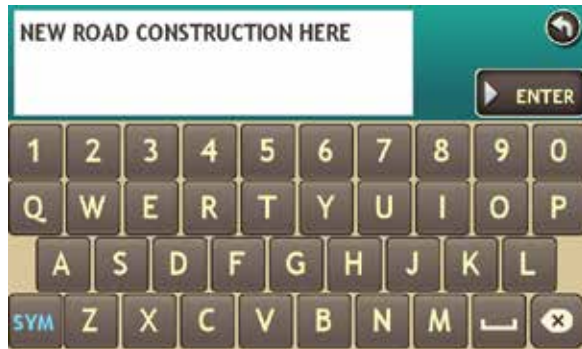 NEW ROAD CONSTRUCTION HERE
ENTER
1 2 3 4 5 6 7 8 9 0
Q W E R T Y U I O P
A S D F G H J K L
SYM Z X C V B N M